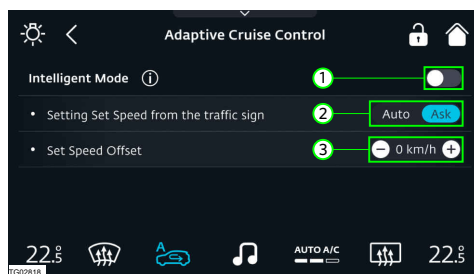 Adaptive Cruise Control
Intelligent Mode i
1
• Setting Set Speed from the traffic sign
2
Auto Ask
• Set Speed Offset
3
− 0 km/h +
22.5 A AUTO A/C 22.5
TG02818